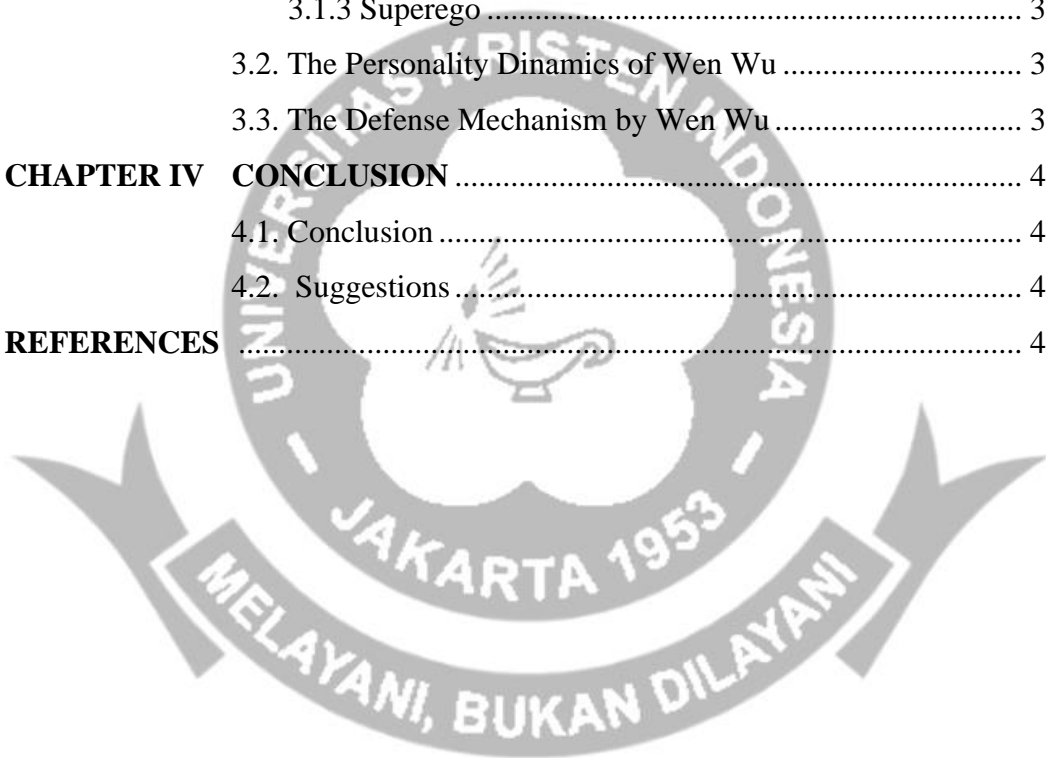 3.1.3 Superego ........................................................................... 3
3.2. The Personality Dinamics of Wen Wu ................................... 3
3.3. The Defense Mechanism by Wen Wu .................................... 3
CHAPTER IV CONCLUSION ........................................................................ 4
4.1. Conclusion ........................................................................... 4
4.2. Suggestions ........................................................................ 4
REFERENCES ............................................................................................... 4
UNIVERSITAS KRISTEN INDONESIA
- JAKARTA 1953 -
MELAYANI, BUKAN DILAYANI